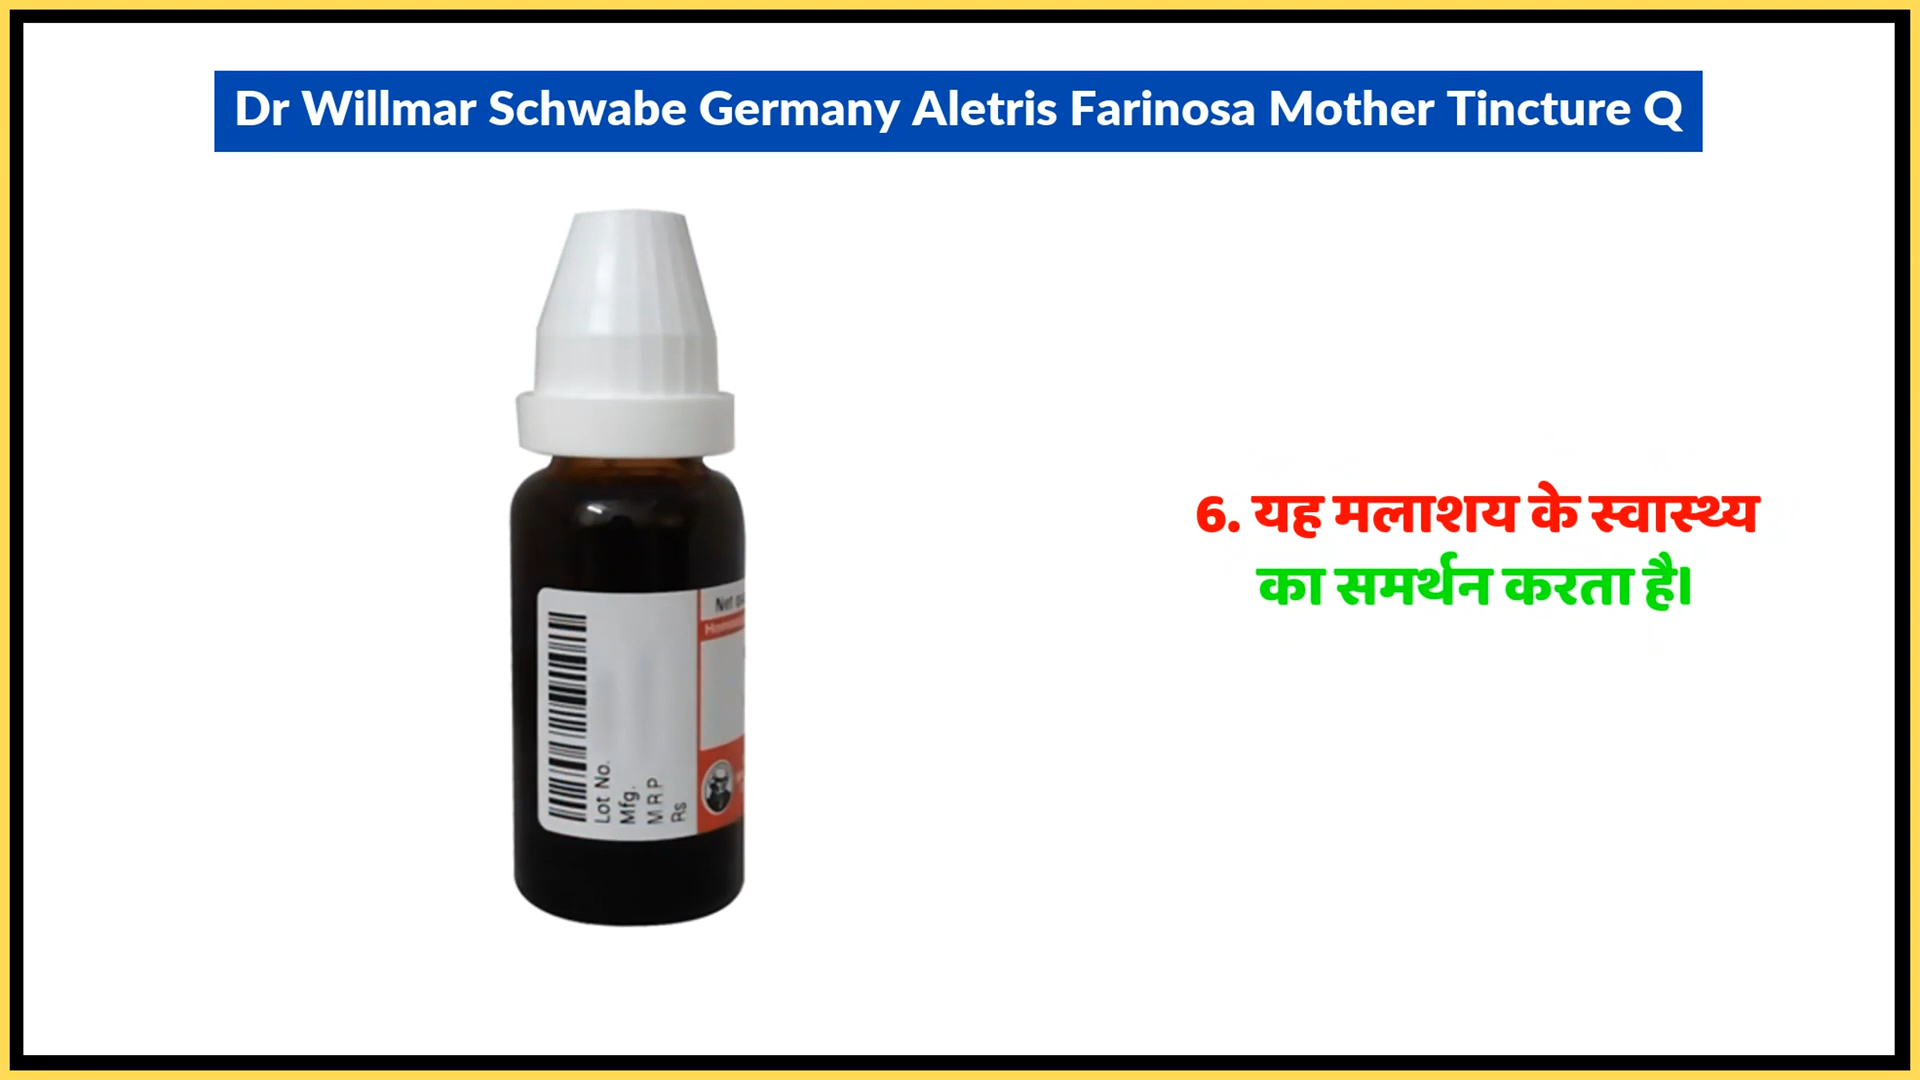 Dr Willmar Schwabe Germany Aletris Farinosa Mother Tincture Q
6. यह मलाशय के स्वास्थ्य
का समर्थन करता है।
Net
Lot No.
Mfg.
M.R.P
Rs